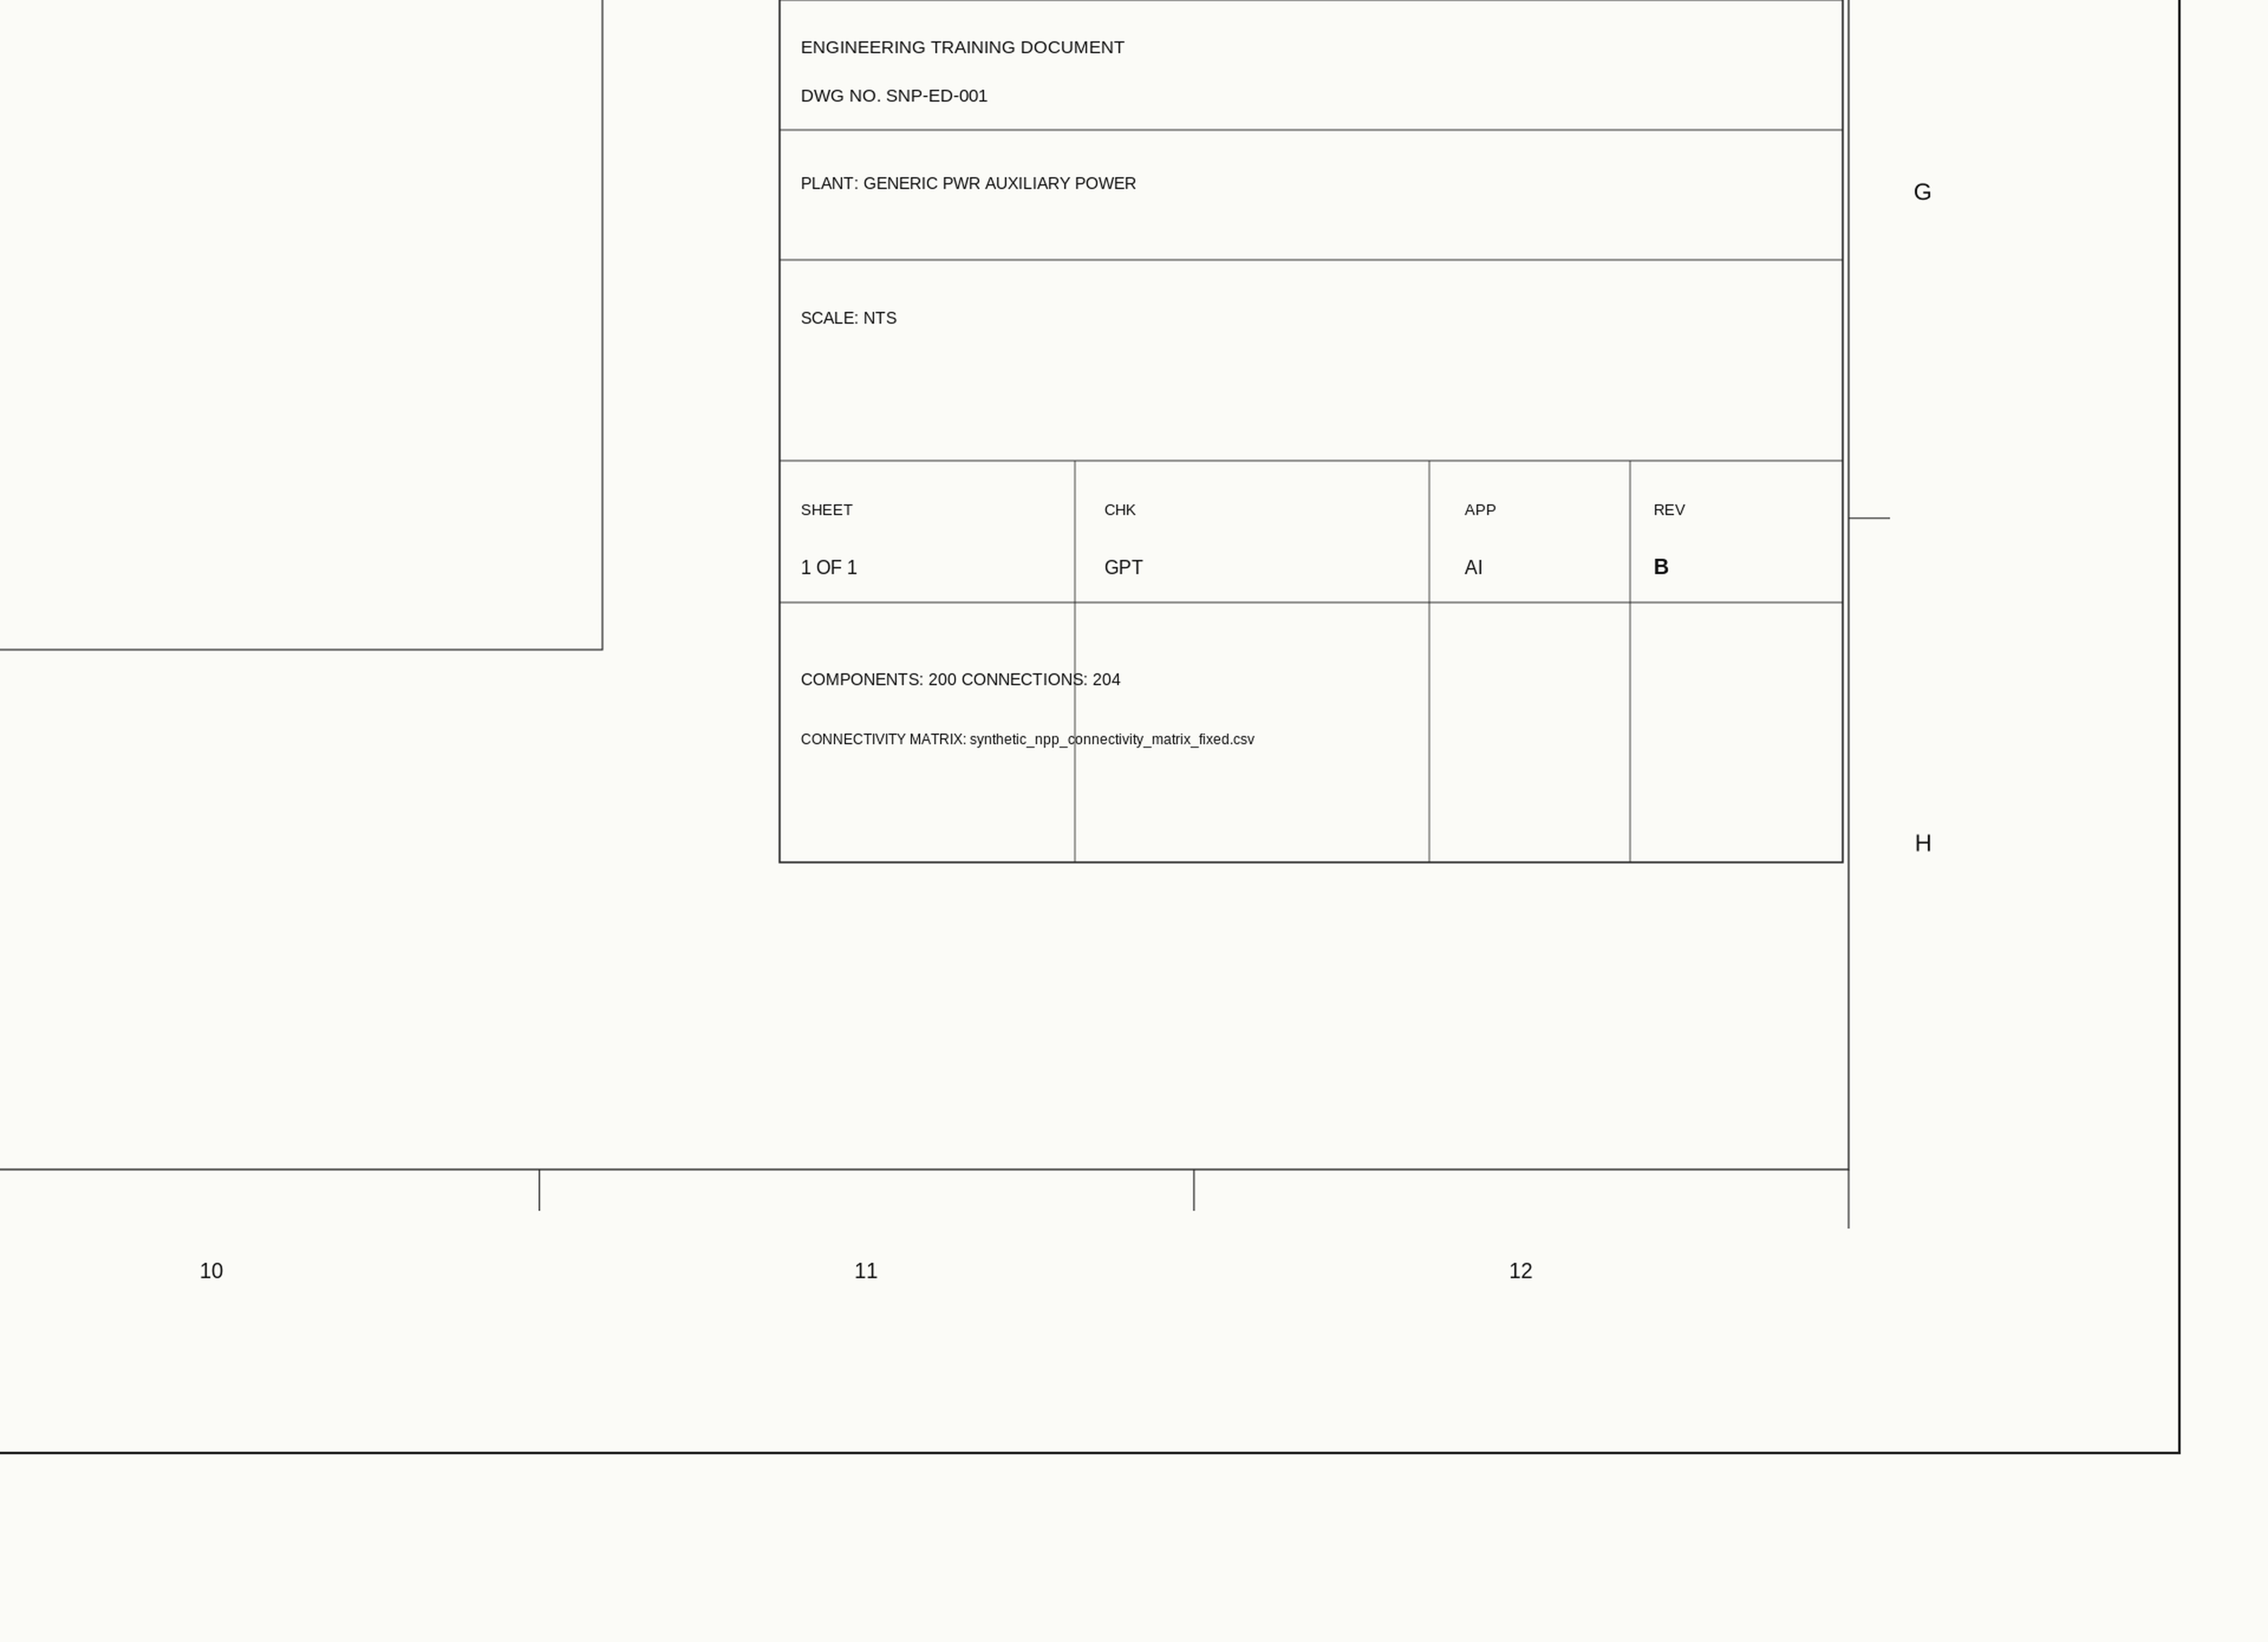 ENGINEERING TRAINING DOCUMENT
DWG NO. SNP-ED-001
PLANT: GENERIC PWR AUXILIARY POWER
G
SCALE: NTS
SHEET CHK APP REV
1 OF 1 GPT AI B
COMPONENTS: 200 CONNECTIONS: 204
CONNECTIVITY MATRIX: synthetic_npp_connectivity_matrix_fixed.csv
H
10 11 12